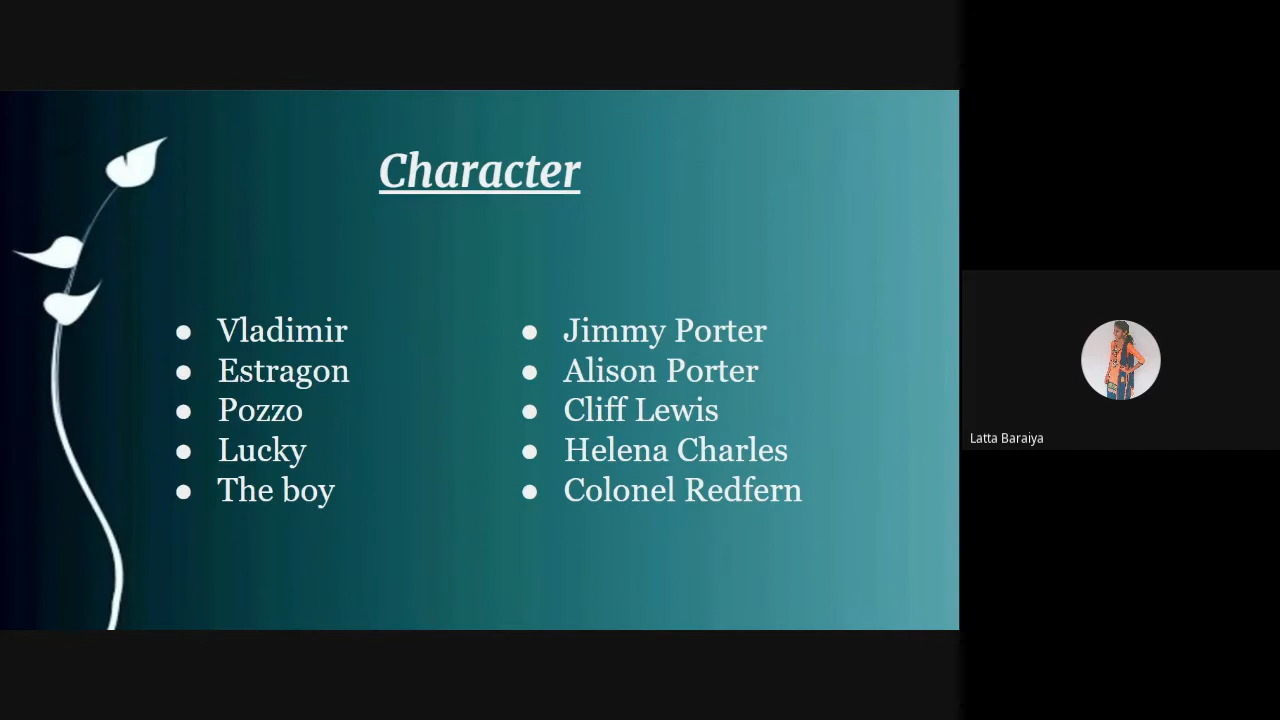 Character
Vladimir
Estragon
Pozzo
Lucky
The boy
Jimmy Porter
Alison Porter
Cliff Lewis
Helena Charles
Colonel Redfern
Latta Baraiya